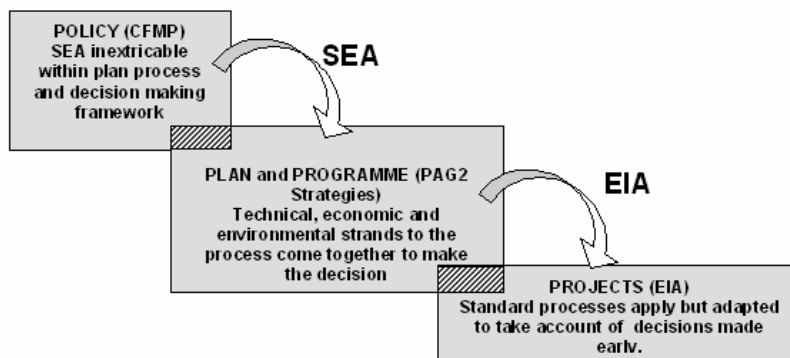 POLICY (CFMP)
SEA inextricable
within plan process
and decision making
framework
SEA
PLAN and PROGRAMME (PAG2
Strategies)
Technical, economic and
environmental strands to the
process come together to make
the decision
EIA
PROJECTS (EIA)
Standard processes apply but adapted
to take account of decisions made
early.